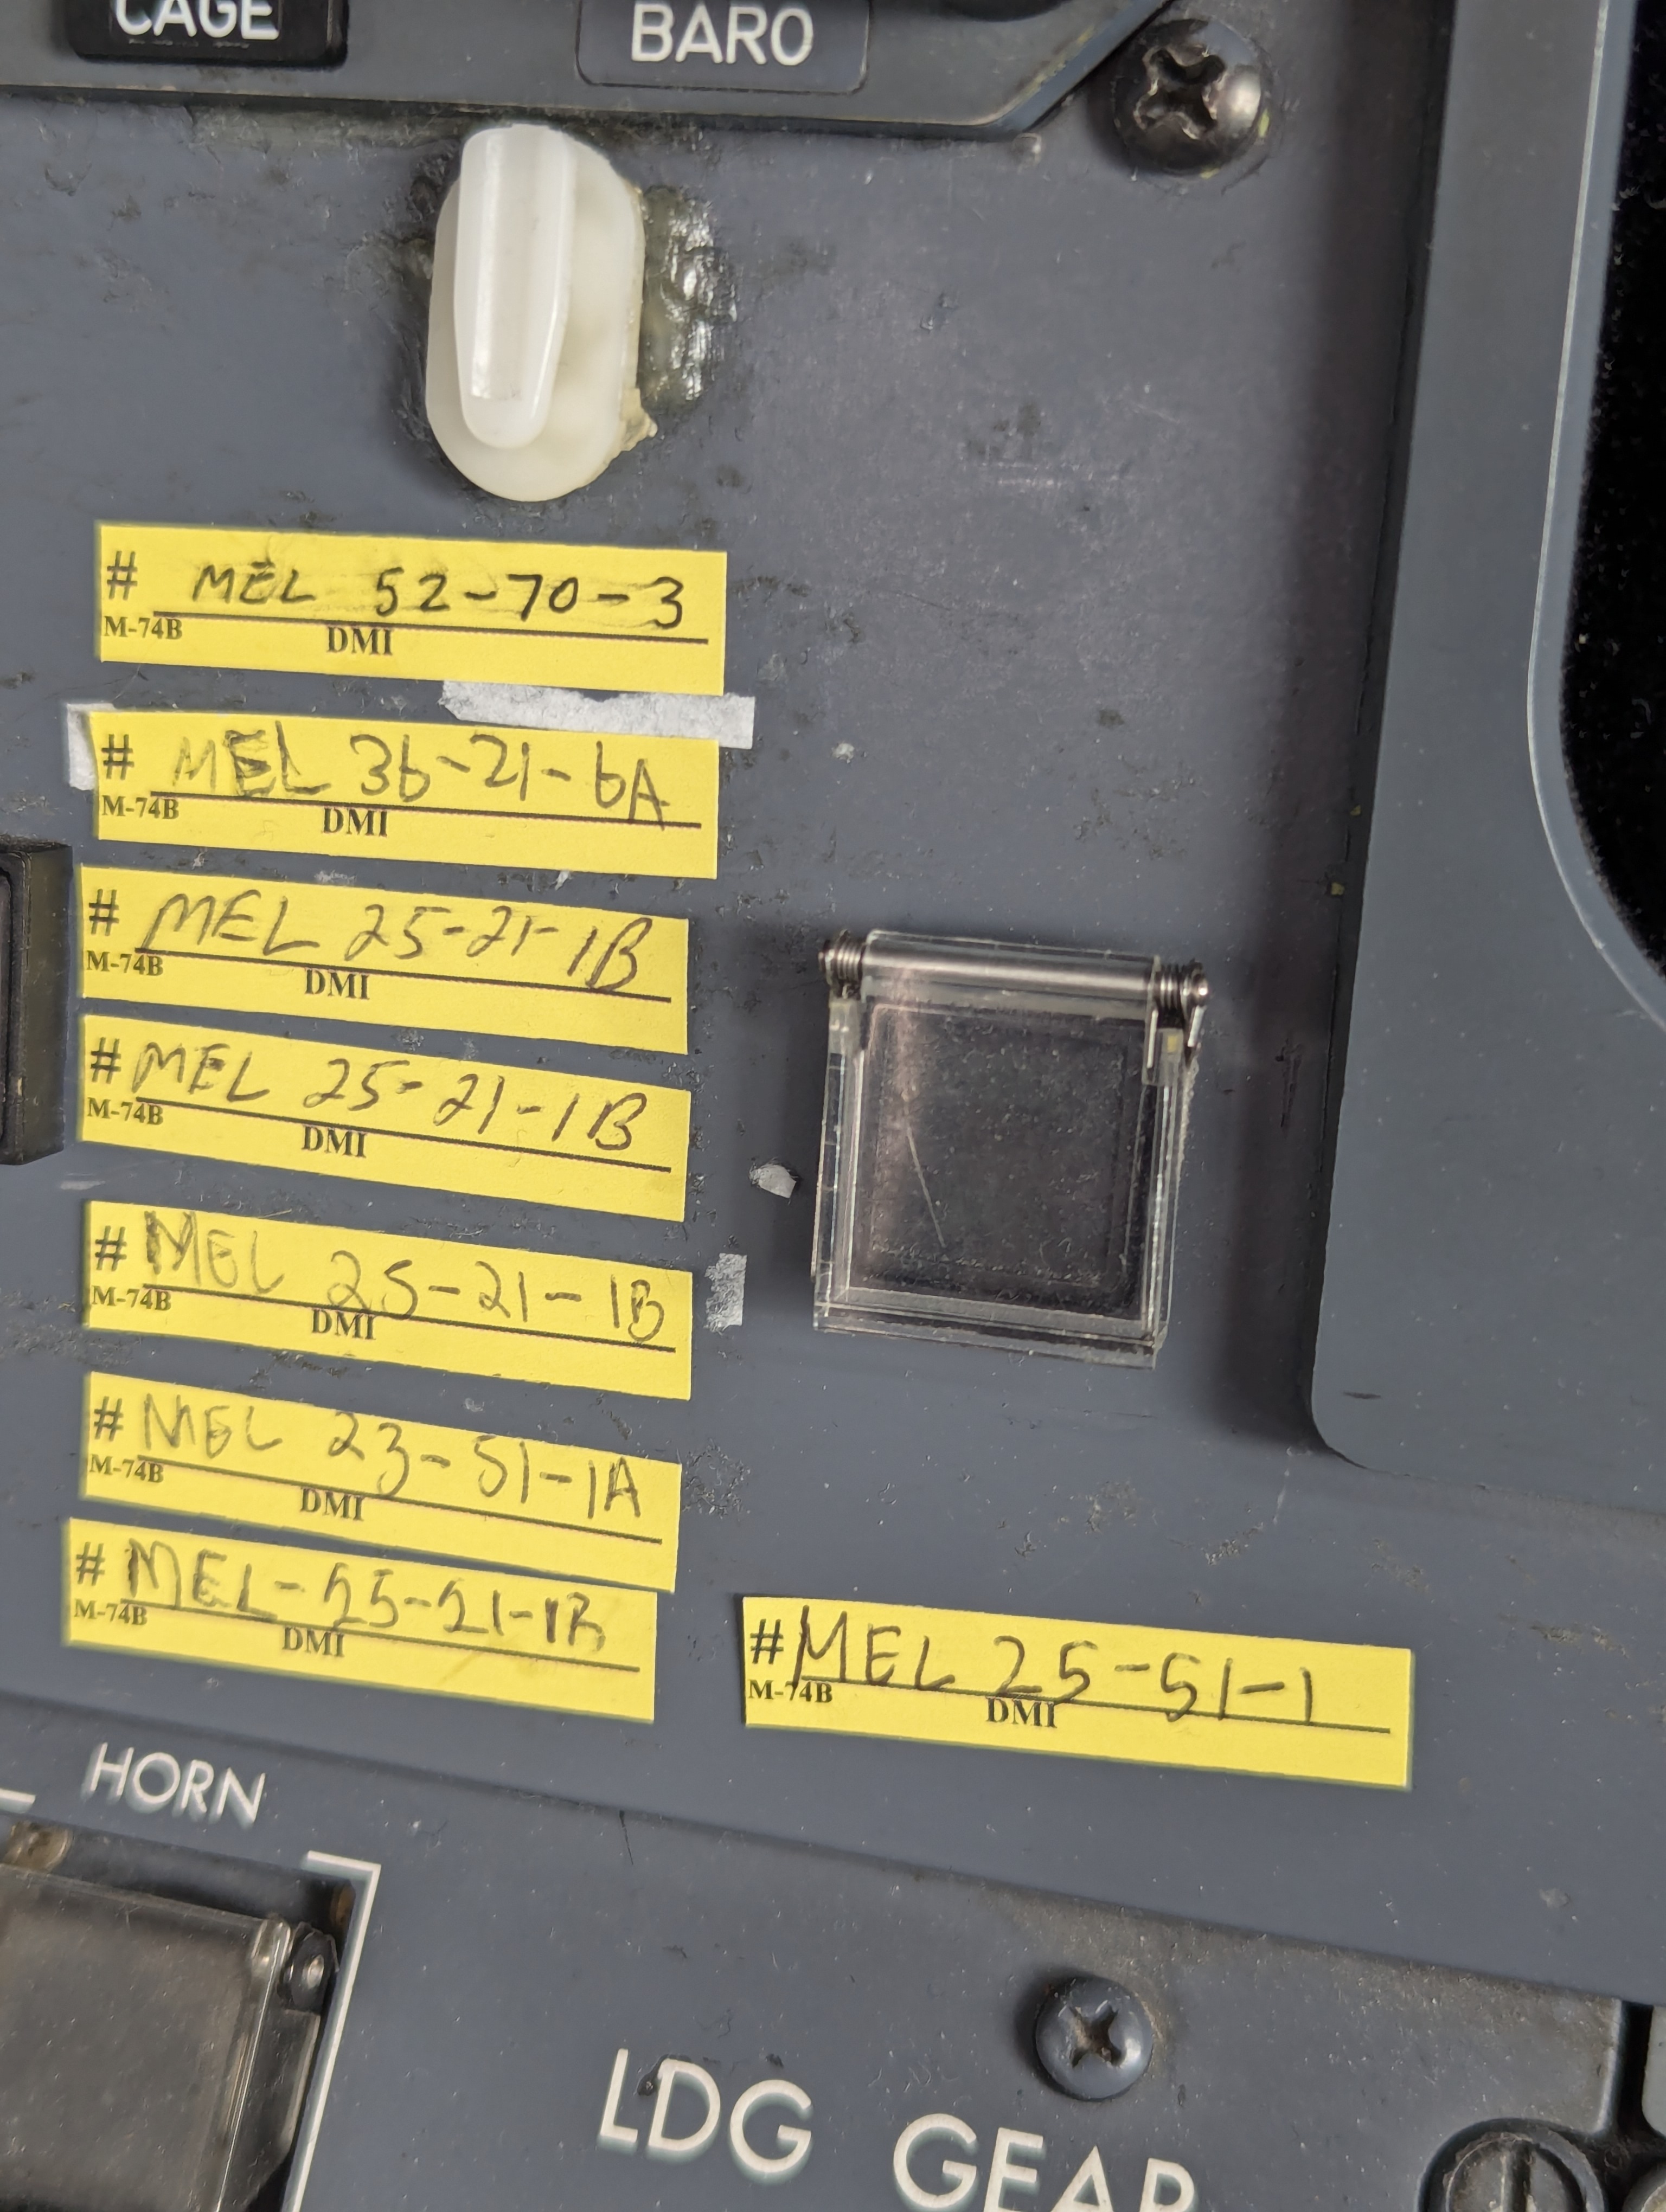 CAGE
BARO
# MEL 52-70-3
M-74B DMI
# MEL 36-21-6A
M-74B DMI
# MEL 25-21-1B
M-74B DMI
# MEL 25-21-1B
M-74B DMI
# MEL 25-21-1B
M-74B DMI
# MEL 23-51-1A
M-74B DMI
# MEL-25-21-1B
M-74B DMI
# MEL 25-51-1
M-74B DMI
HORN
LDG GEAR